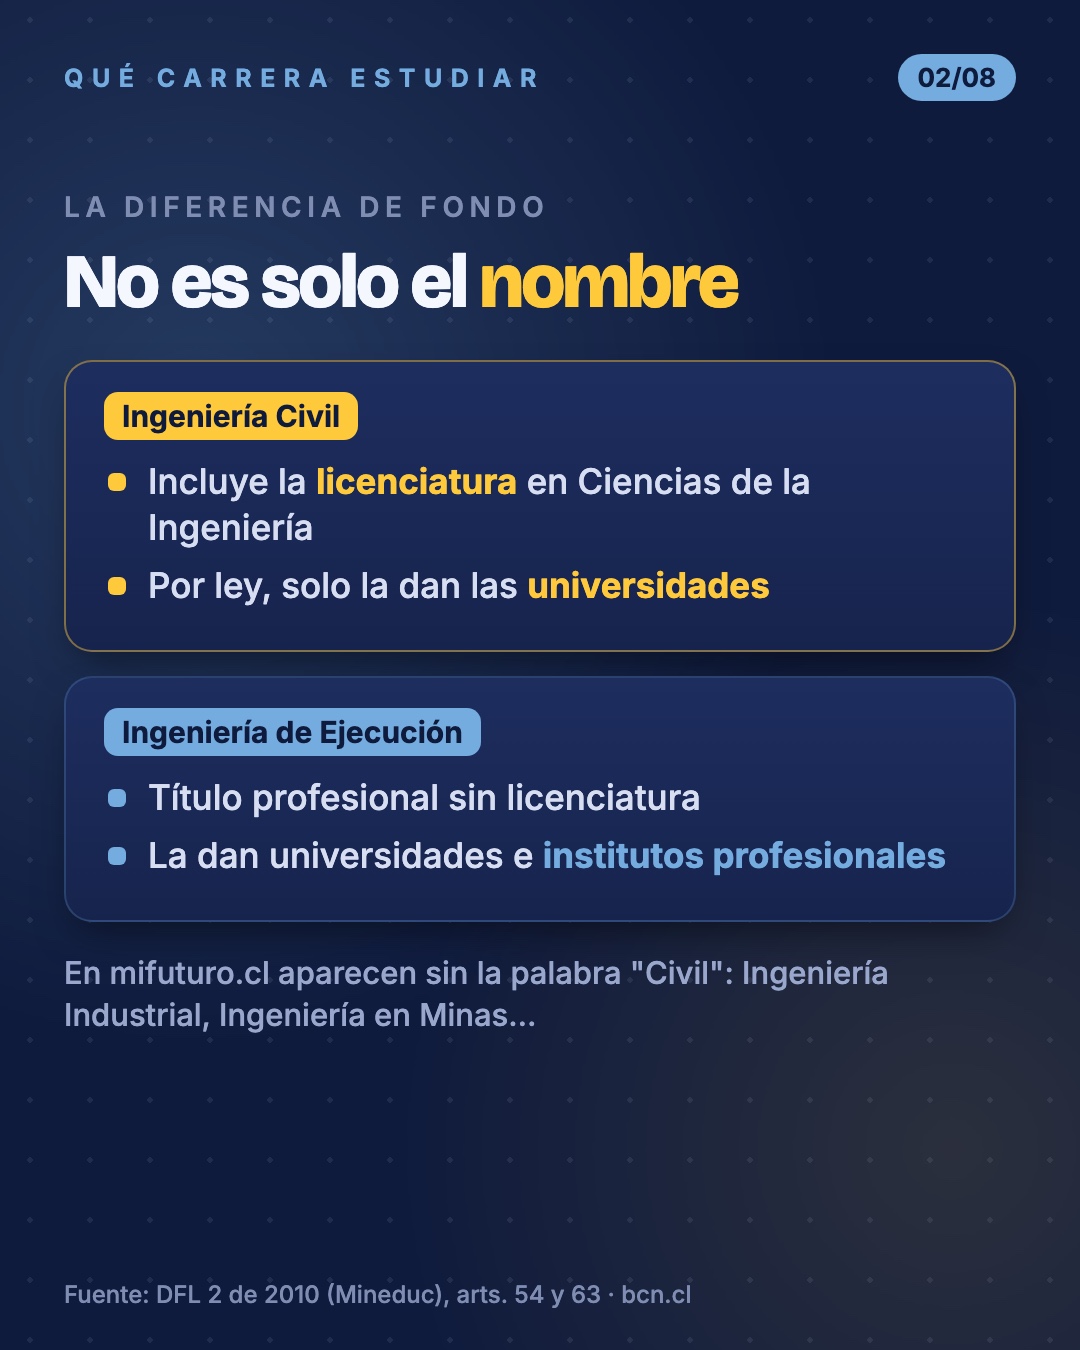 QUÉ CARRERA ESTUDIAR
02/08
LA DIFERENCIA DE FONDO
No es solo el nombre
Ingeniería Civil
Incluye la licenciatura en Ciencias de la
Ingeniería
Por ley, solo la dan las universidades
Ingeniería de Ejecución
Título profesional sin licenciatura
La dan universidades e institutos profesionales
En mifuturo.cl aparecen sin la palabra "Civil": Ingeniería
Industrial, Ingeniería en Minas...
Fuente: DFL 2 de 2010 (Mineduc), arts. 54 y 63 · bcn.cl